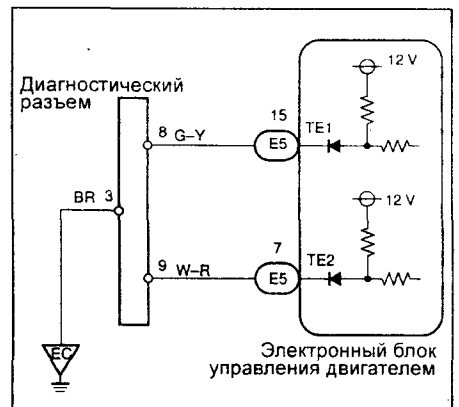 12 V
Диагностический
разъем
8 G–Y
15
E5
TE1
BR 3
12 V
9 W–R
7
E5
TE2
EC
Электронный блок
управления двигателем